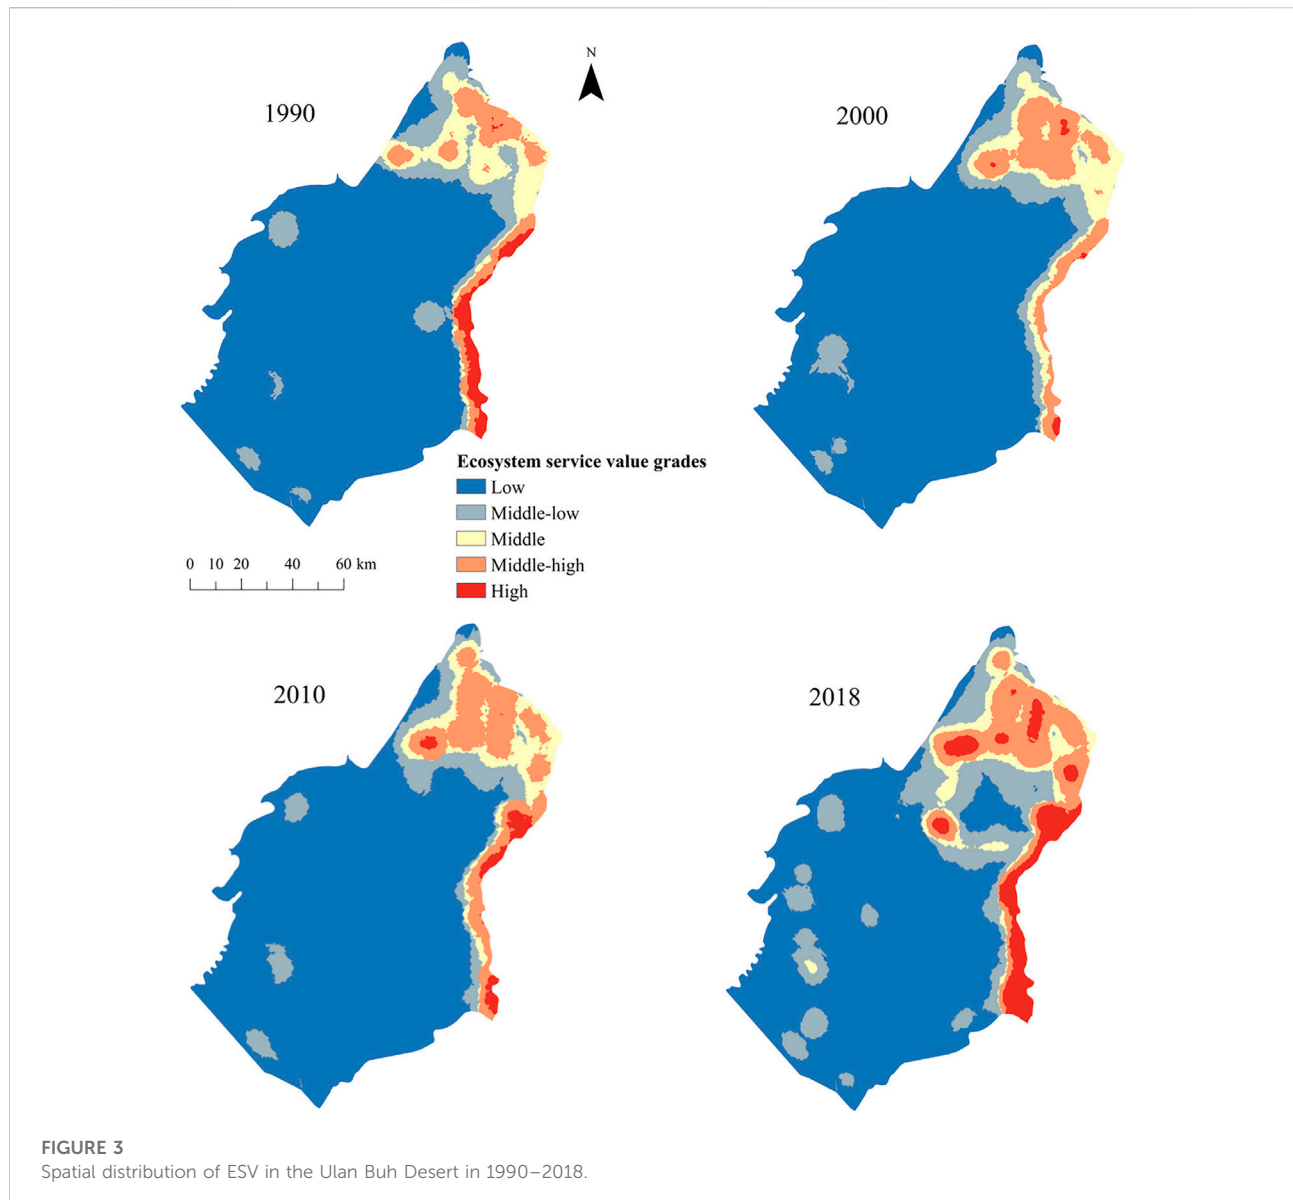 N
1990
2000
Ecosystem service value grades
Low
Middle-low
Middle
Middle-high
High
0 10 20 40 60 km
2010
2018
FIGURE 3
Spatial distribution of ESV in the Ulan Buh Desert in 1990–2018.